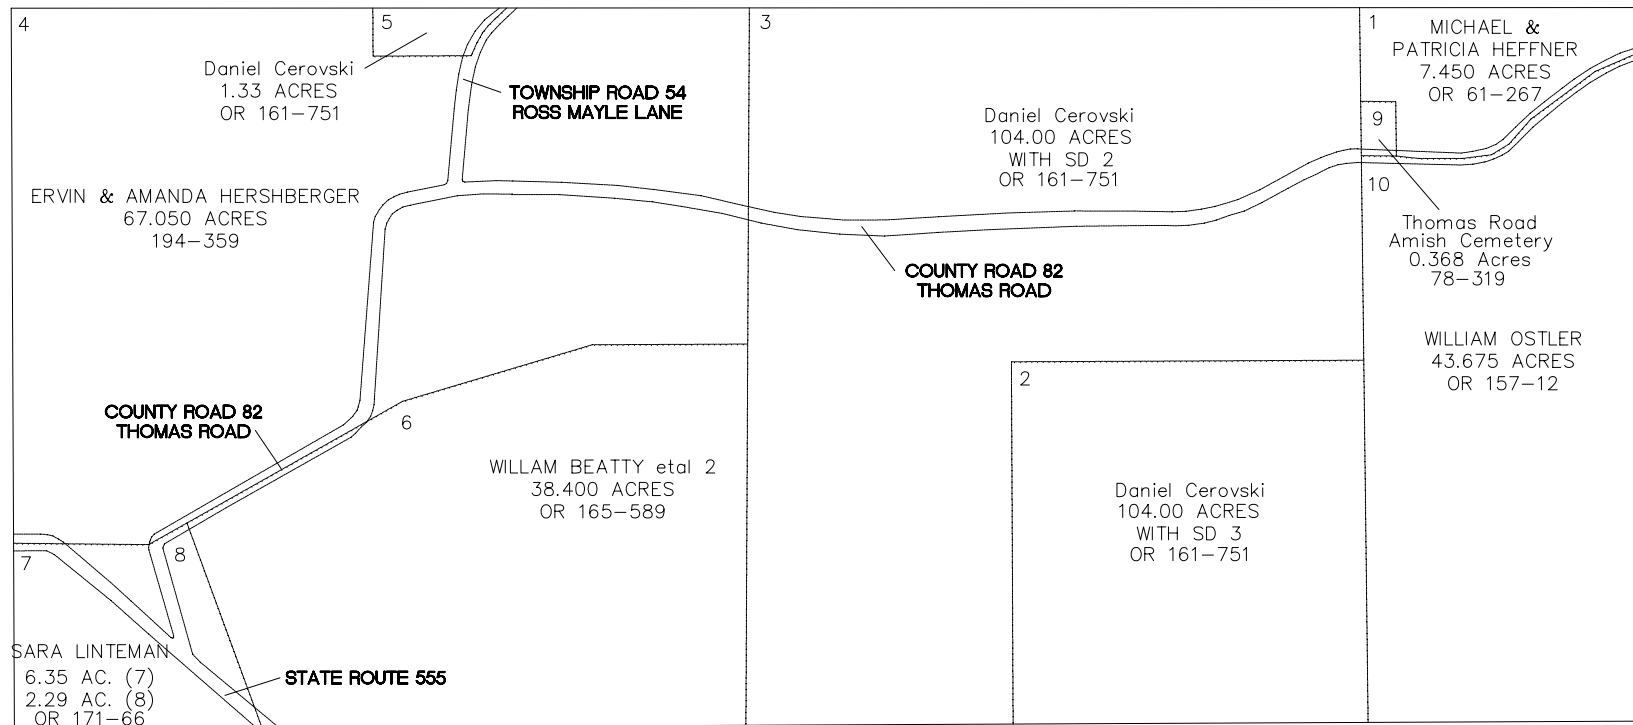 4
5
3
1
MICHAEL &
PATRICIA HEFFNER
7.450 ACRES
OR 61-267
Daniel Cerovski
1.33 ACRES
OR 161-751
TOWNSHIP ROAD 54
ROSS MAYLE LANE
Daniel Cerovski
104.00 ACRES
WITH SD 2
OR 161-751
9
10
ERVIN & AMANDA HERSHBERGER
67.050 ACRES
194-359
Thomas Road
Amish Cemetery
0.368 Acres
78-319
COUNTY ROAD 82
THOMAS ROAD
WILLIAM OSTLER
43.675 ACRES
OR 157-12
2
COUNTY ROAD 82
THOMAS ROAD
6
WILLAM BEATTY etal 2
38.400 ACRES
OR 165-589
Daniel Cerovski
104.00 ACRES
WITH SD 3
OR 161-751
7
8
SARA LINTEMAN
6.35 AC. (7)
2.29 AC. (8)
OR 171-66
STATE ROUTE 555